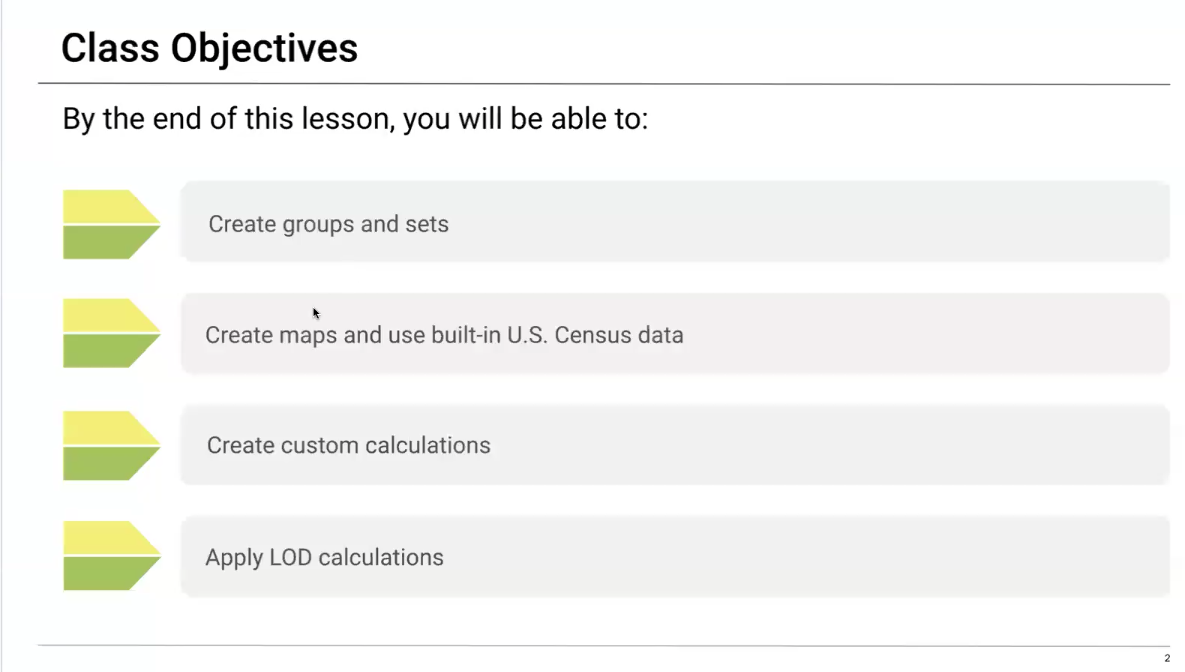 Class Objectives
By the end of this lesson, you will be able to:
Create groups and sets
Create maps and use built-in U.S. Census data
Create custom calculations
Apply LOD calculations
2